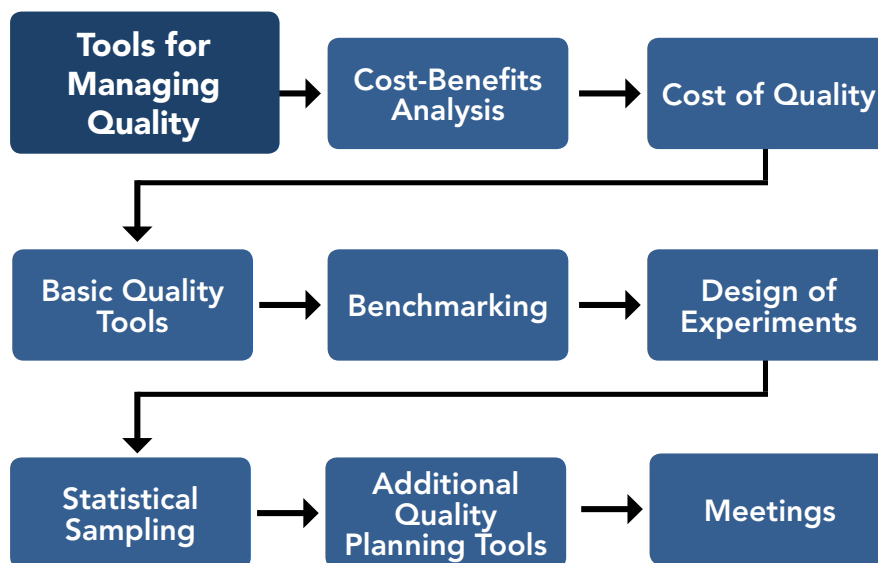 Tools for
Managing
Quality
Cost-Benefits
Analysis
Cost of Quality
Basic Quality
Tools
Benchmarking
Design of
Experiments
Statistical
Sampling
Additional
Quality
Planning Tools
Meetings